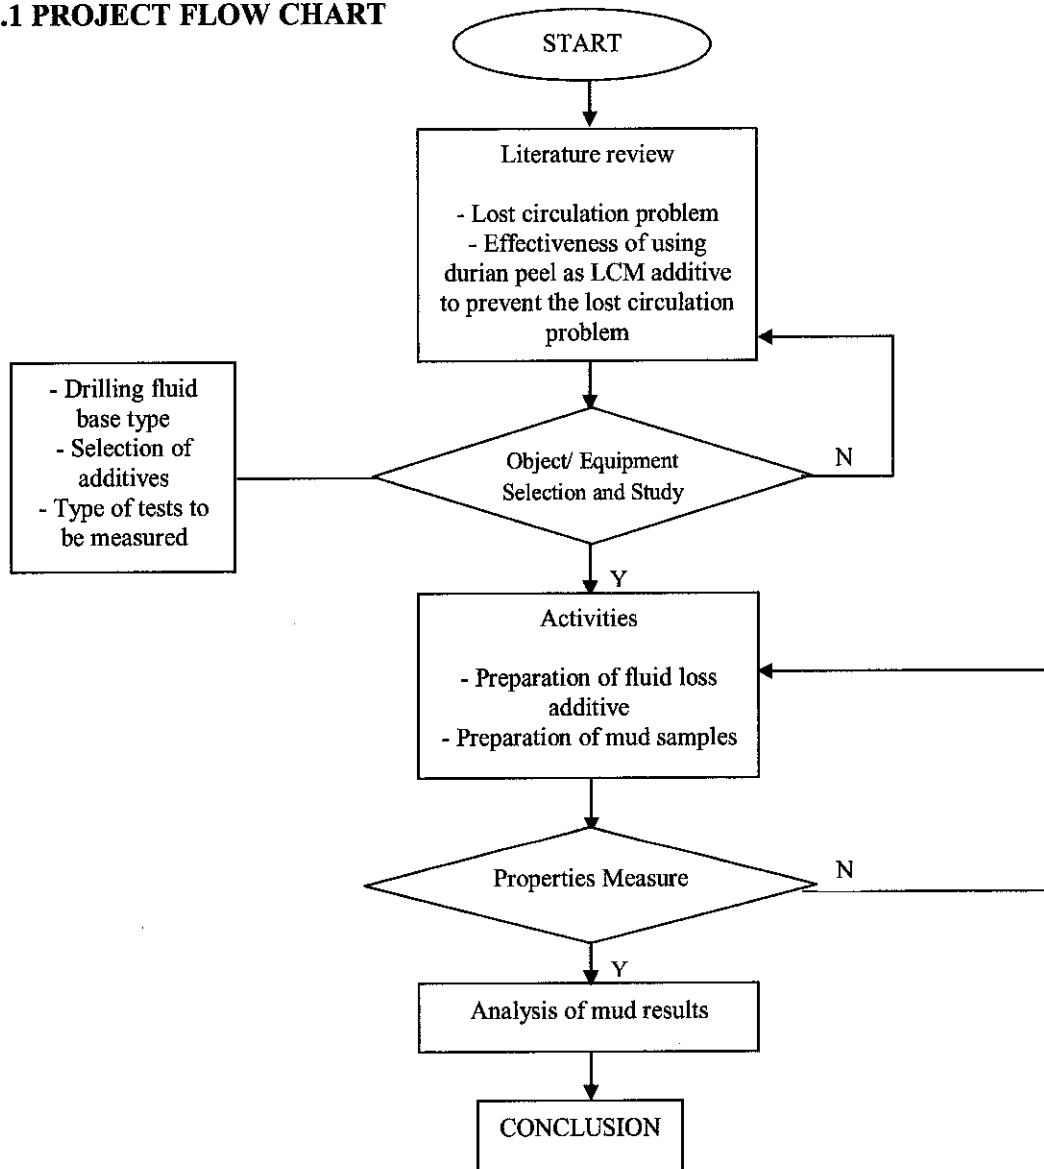 .1 PROJECT FLOW CHART
START
Literature review
- Lost circulation problem
- Effectiveness of using
durian peel as LCM additive
to prevent the lost circulation
problem
- Drilling fluid
base type
- Selection of
additives
- Type of tests to
be measured
Object/ Equipment
Selection and Study
N
Y
Activities
- Preparation of fluid loss
additive
- Preparation of mud samples
Properties Measure
N
Y
Analysis of mud results
CONCLUSION